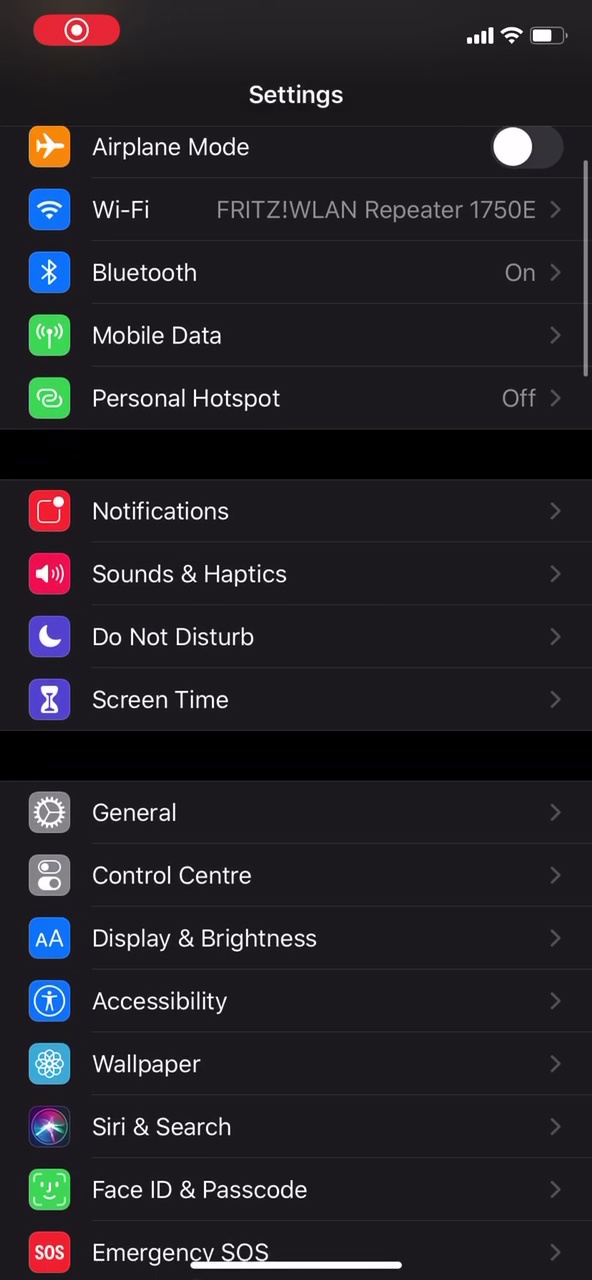 Settings
Airplane Mode
Wi-Fi FRITZ!WLAN Repeater 1750E
Bluetooth On
Mobile Data
Personal Hotspot Off
Notifications
Sounds & Haptics
Do Not Disturb
Screen Time
General
Control Centre
AA Display & Brightness
Accessibility
Wallpaper
Siri & Search
Face ID & Passcode
SOS Emergency SOS